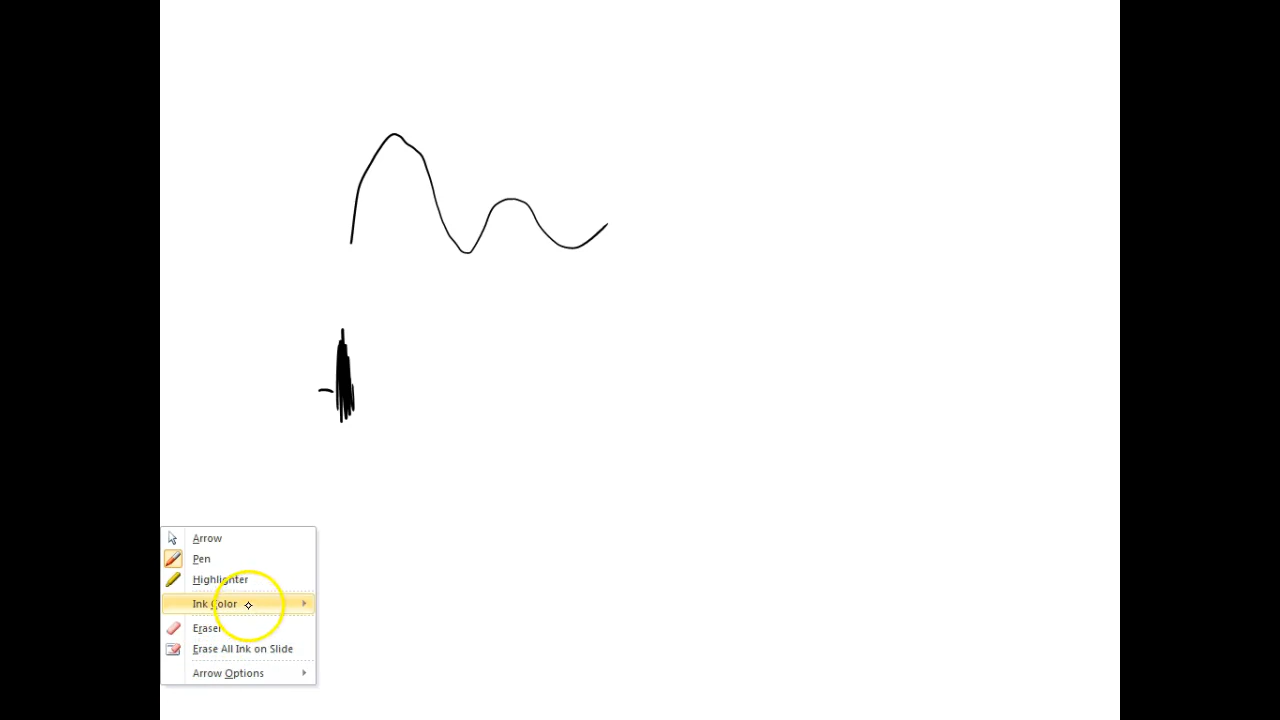 Arrow
Pen
Highlighter
Ink Color
Eraser
Erase All Ink on Slide
Arrow Options